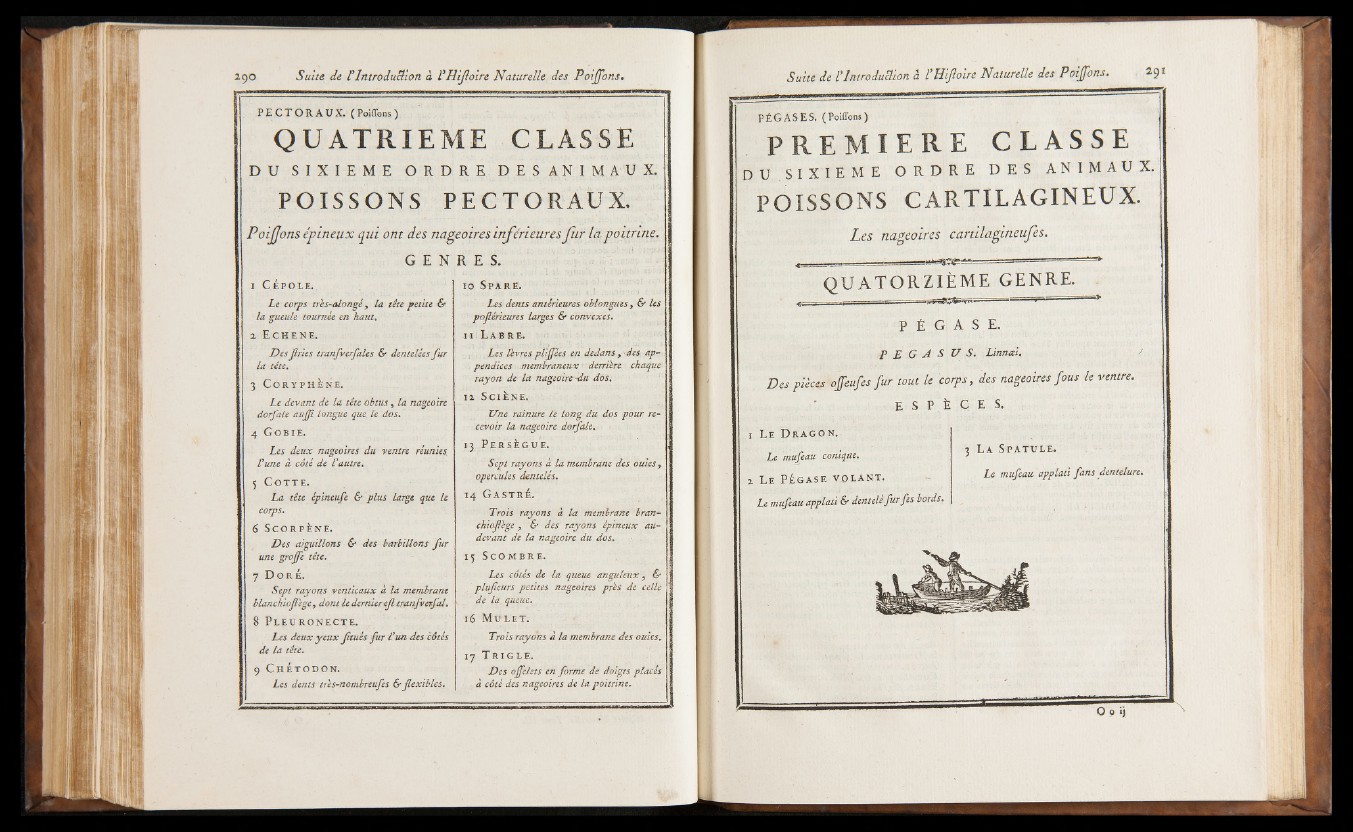 290 Suite de l'Introduction à l'Hiſtoire Naturelle des Poiſſons.
PECTORAUX. (Poiſſons)
QUATRIEME CLASSE
DU SIXIEME ORDRE DES ANIMAUX.
POISSONS PECTORAUX.
Poiſſons épineux qui ont des nageoires inférieures ſur la poitrine.
GENRES.
1 CÉPOLE.
Le corps très-alongé, la tête petite &
la gueule tournée en haut.
2 ECHENE.
Des ſtries tranſverſales & dentelées ſur
la tête.
3 CORYPHÈNE.
Le devant de la tête obtus, la nageoire
dorſale auſſi longue que le dos.
4 GOBIE.
Les deux nageoires du ventre réunies
l'une à côté de l'autre.
5 COTTE.
La tête épineuſe & plus large que le
corps.
6 SCORPÈNE.
Des aiguillons & des barbillons ſur
une groſſe tête.
7 DORÉ.
Sept rayons verticaux à la membrane
blanchioſtège, dont le dernier eſt tranſverſal.
8 PLEURONECTE.
Les deux yeux ſitués ſur l'un des côtés
de la tête.
9 CHÉTODON.
Les dents très-nombreuſes & flexibles.
10 SPARE.
Les dents antérieures oblongues, & les
poſtérieures larges & convexes.
11 LABRE.
Les lèvres pliſſées en dedans, des ap-
pendices membraneux derrière chaque
rayon de la nageoire du dos.
12 SCIÈNE.
Une rainure le long du dos pour re-
cevoir la nageoire dorſale.
13 PERSÈGUE.
Sept rayons à la membrane des ouïes,
opercules dentelés.
14 GASTRÉ.
Trois rayons à la membrane bran-
chioſtège, & des rayons épineux au-
devant de la nageoire du dos.
15 SCOMBRE.
Les côtés de la queue anguleux, &
pluſieurs petites nageoires près de celle
de la queue.
16 MULET.
Trois rayons à la membrane des ouïes.
17 TRIGLE.
Des oſſelets en forme de doigts placés
à côté des nageoires de la poitrine.
Suite de l'Introduction à l'Hiſtoire Naturelle des Poiſſons. 291
PÉGASES. (Poiſſons)
PREMIERE CLASSE
DU SIXIEME ORDRE DES ANIMAUX.
POISSONS CARTILAGINEUX.
Les nageoires cartilagineuſes.
QUATORZIÈME GENRE.
PÉGASE.
PEGASUS. Linnæi.
Des pièces oſſeuſes ſur tout le corps, des nageoires ſous le ventre.
ESPÈCES.
1 LE DRAGON.
Le muſeau conique.
2 LE PÉGASE VOLANT.
Le muſeau applati & dentelé ſur ſes bords.
3 LA SPATULE.
Le muſeau applati ſans dentelure.
O o ij